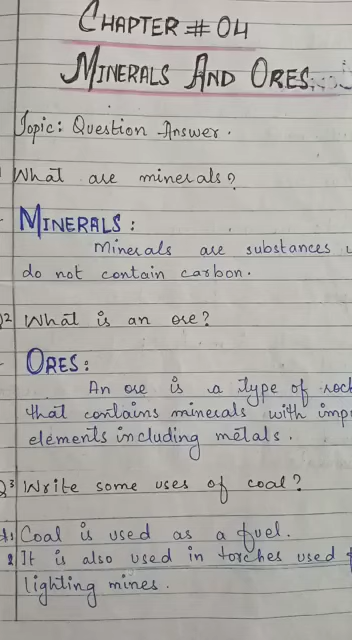 CHAPTER # 04
MINERALS AND ORES
Topic: Question Answer.
What are minerals?
MINERALS:
Minerals are substances
do not contain carbon.
Q2 What is an ore?
ORES:
An ore is a type of rock
that contains minerals with
elements including metals.
Q3 Write some uses of coal?
Coal is used as a fuel.
2 It is also used in torches used
lighting mines.